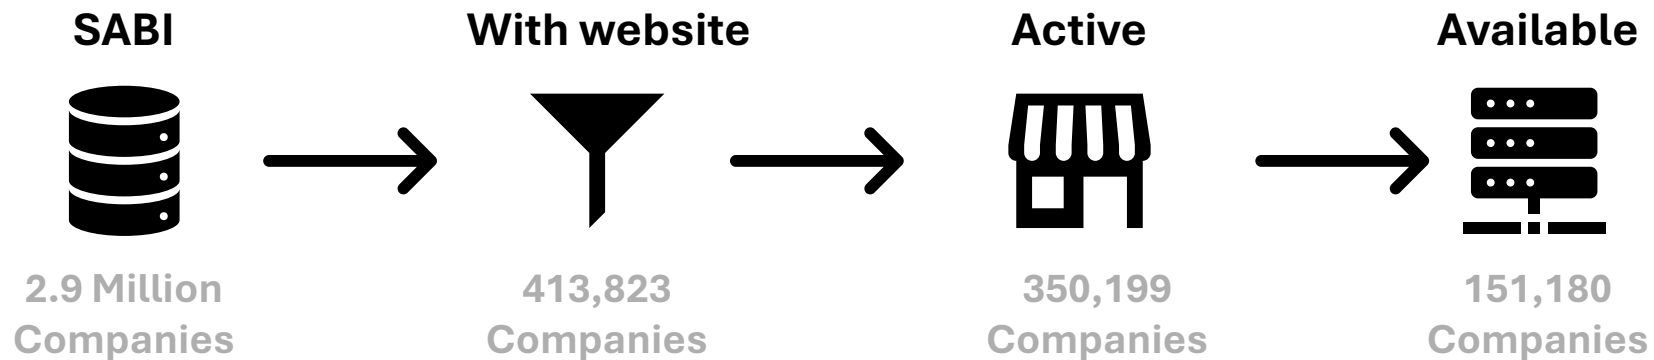 SABI
With website
Active
Available
2.9 Million
Companies
413,823
Companies
350,199
Companies
151,180
Companies